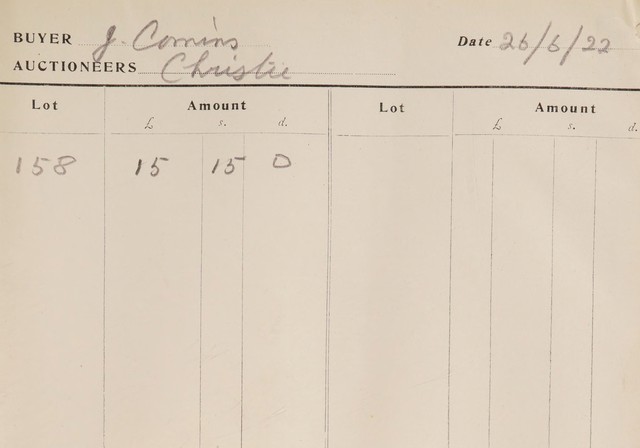 BUYER J. Comins Date 26/6/22
AUCTIONEERS Christie
Lot Amount Lot Amount
£ s. d. £ s. d.
158 15 15 0